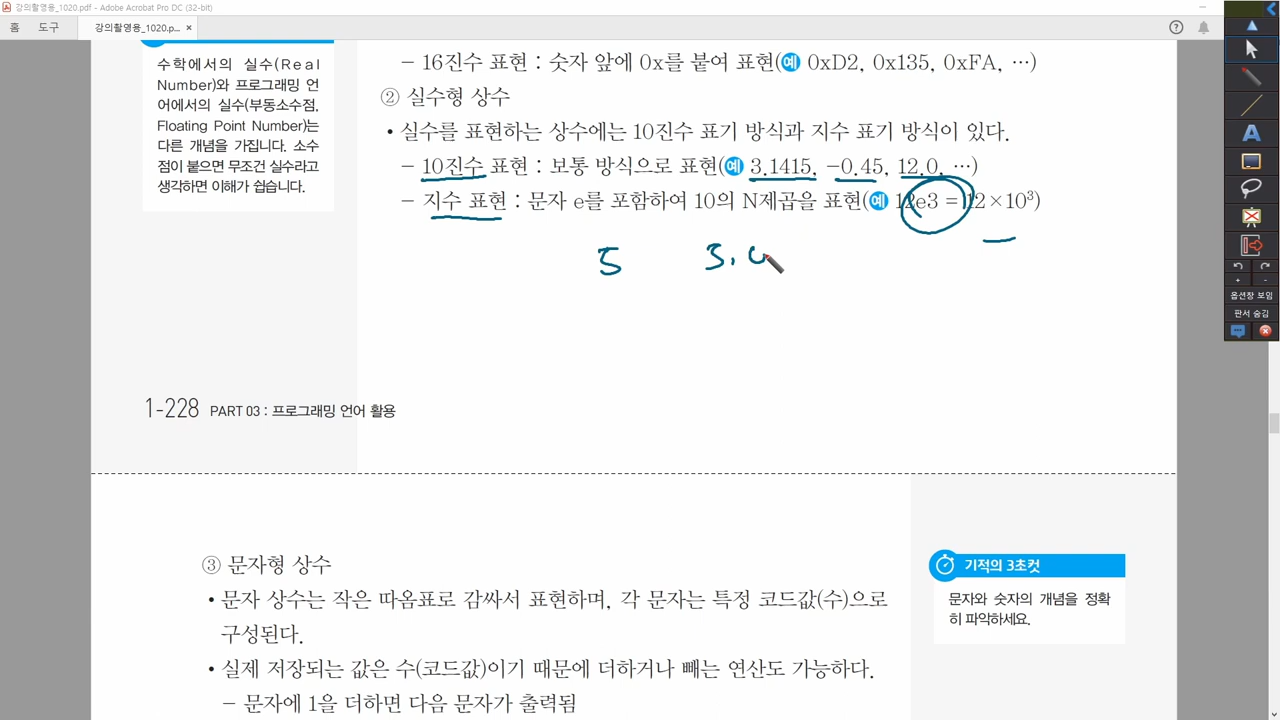 강의촬영용_1020.pdf - Adobe Acrobat Pro DC (32-bit)
홈 도구 강의촬영용_1020.p... ×
수학에서의 실수(Real
Number)와 프로그래밍 언
어에서의 실수(부동소수점,
Floating Point Number)는
다른 개념을 가집니다. 소수
점이 붙으면 무조건 실수라고
생각하면 이해가 쉽습니다.
- 16진수 표현 : 숫자 앞에 0x를 붙여 표현(예 0xD2, 0x135, 0xFA, …)
② 실수형 상수
• 실수를 표현하는 상수에는 10진수 표기 방식과 지수 표기 방식이 있다.
- 10진수 표현 : 보통 방식으로 표현(예 3.1415, -0.45, 12.0, …)
- 지수 표현 : 문자 e를 포함하여 10의 N제곱을 표현(예 12e3 = 12×10³)
5 3.0
1-228 PART 03 : 프로그래밍 언어 활용
③ 문자형 상수
• 문자 상수는 작은 따옴표로 감싸서 표현하며, 각 문자는 특정 코드값(수)으로
구성된다.
• 실제 저장되는 값은 수(코드값)이기 때문에 더하거나 빼는 연산도 가능하다.
- 문자에 1을 더하면 다음 문자가 출력됨
기적의 3초컷
문자와 숫자의 개념을 정확
히 파악하세요.
A
+ -
옵션창 보임
판서 숨김